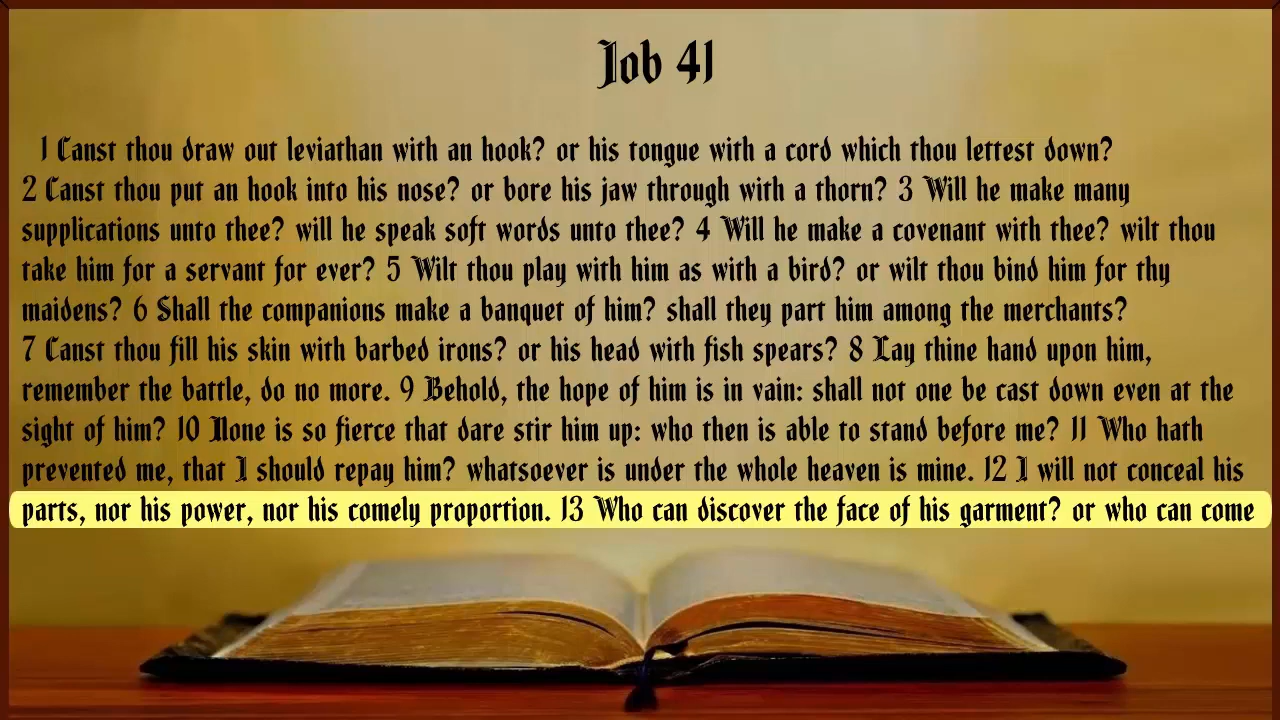 Job 41
1 Canst thou draw out leviathan with an hook? or his tongue with a cord which thou lettest down?
2 Canst thou put an hook into his nose? or bore his jaw through with a thorn? 3 Will he make many
supplications unto thee? will he speak soft words unto thee? 4 Will he make a covenant with thee? wilt thou
take him for a servant for ever? 5 Wilt thou play with him as with a bird? or wilt thou bind him for thy
maidens? 6 Shall the companions make a banquet of him? shall they part him among the merchants?
7 Canst thou fill his skin with barbed irons? or his head with fish spears? 8 Lay thine hand upon him,
remember the battle, do no more. 9 Behold, the hope of him is in vain: shall not one be cast down even at the
sight of him? 10 None is so fierce that dare stir him up: who then is able to stand before me? 11 Who hath
prevented me, that I should repay him? whatsoever is under the whole heaven is mine. 12 I will not conceal his
parts, nor his power, nor his comely proportion. 13 Who can discover the face of his garment? or who can come